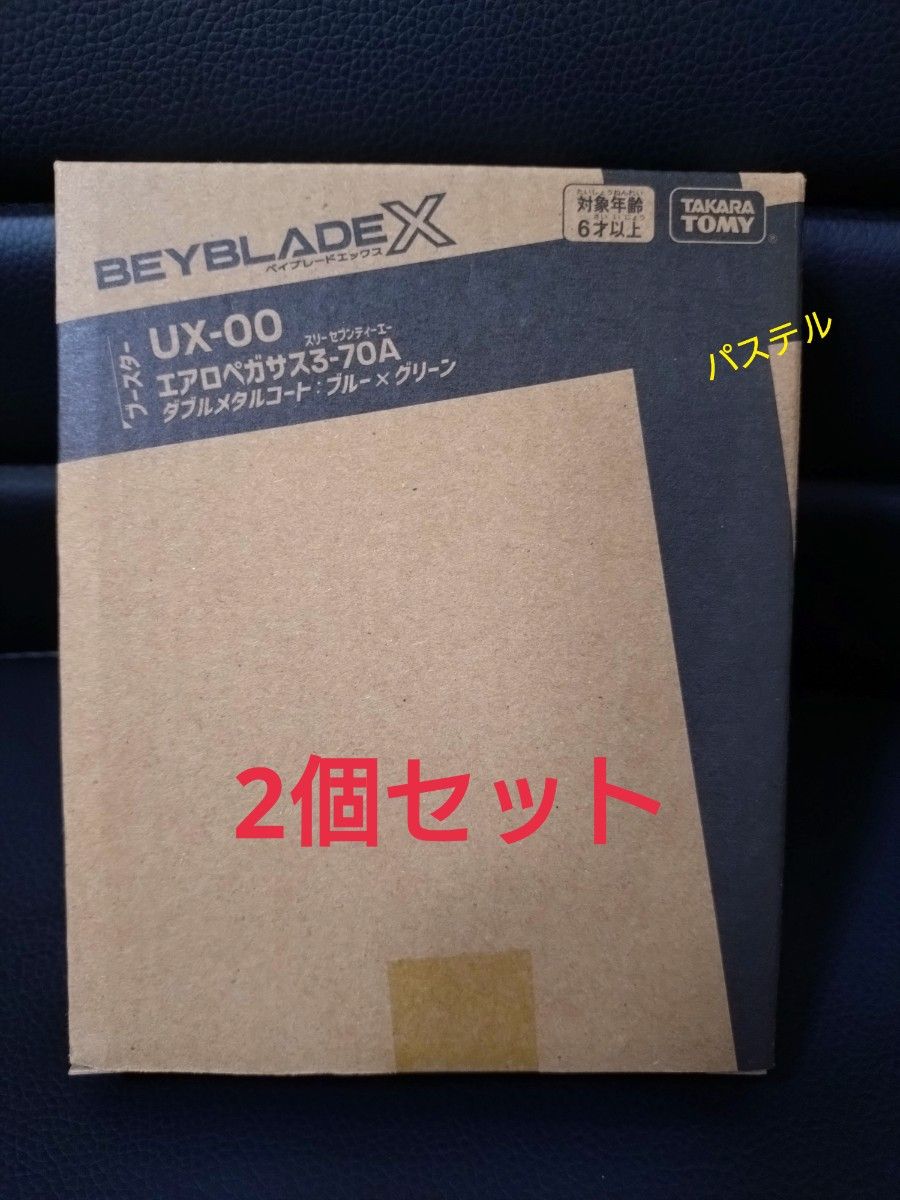 BEYBLADE X
ベイブレードエックス
たいしょうねんれい
対象年齢
さいいじょう
6才以上
TAKARA
TOMY
ブースター
UX-00
スリーセブンティーエー
エアロペガサス3-70A
ダブルメタルコート:ブルー×グリーン
パステル
2個セット